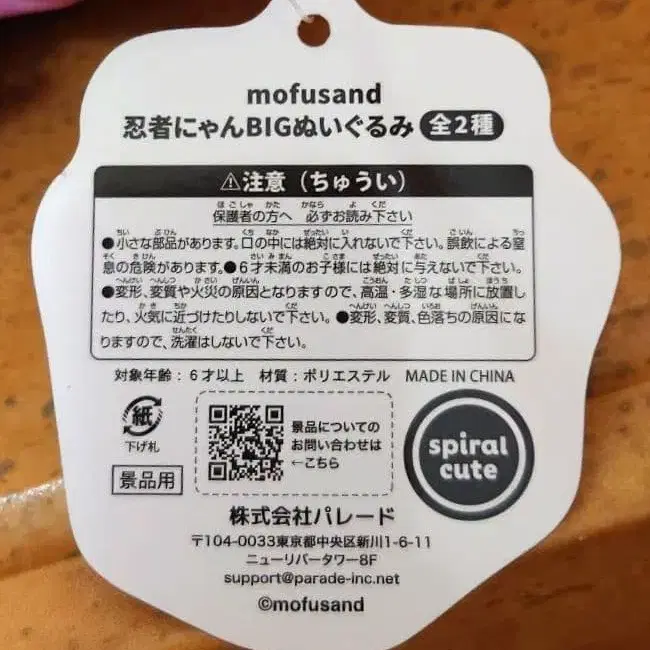 mofusand
忍者にゃんBIGぬいぐるみ 全2種
⚠注意（ちゅうい）
保護者の方へ 必ずお読み下さい
●小さな部品があります。口の中には絶対に入れないで下さい。誤飲による窒
息の危険があります。●6才未満のお子様には絶対に与えないで下さい。
●変形、変質や火災の原因となりますので、高温・多湿な場所に放置し
たり、火気に近づけたりしないで下さい。●変形、変質、色落ちの原因にな
りますので、洗濯はしないで下さい。
対象年齢：6才以上 材質：ポリエステル MADE IN CHINA
紙
下げ札
景品用
景品についての
お問い合わせは
←こちら
spiral
cute
株式会社パレード
〒104-0033東京都中央区新川1-6-11
ニューリバータワー8F
support@parade-inc.net
©mofusand